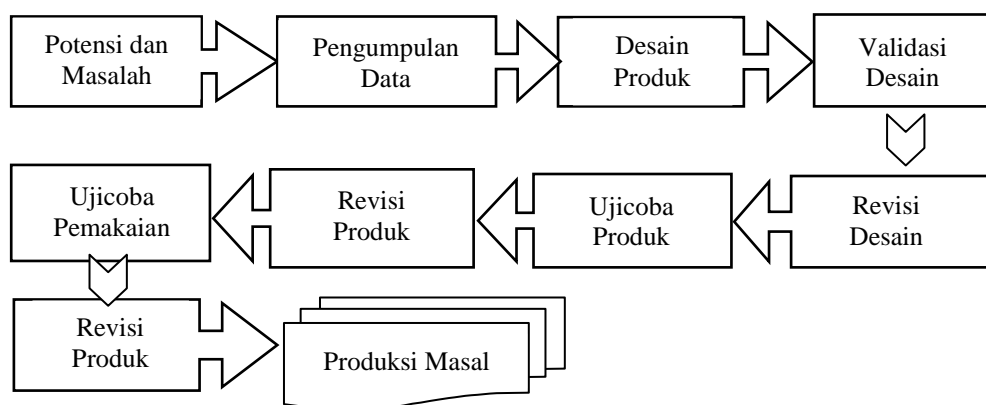 Potensi dan
Masalah
Pengumpulan
Data
Desain
Produk
Validasi
Desain
Revisi
Desain
Ujicoba
Produk
Revisi
Produk
Ujicoba
Pemakaian
Revisi
Produk
Produksi Masal